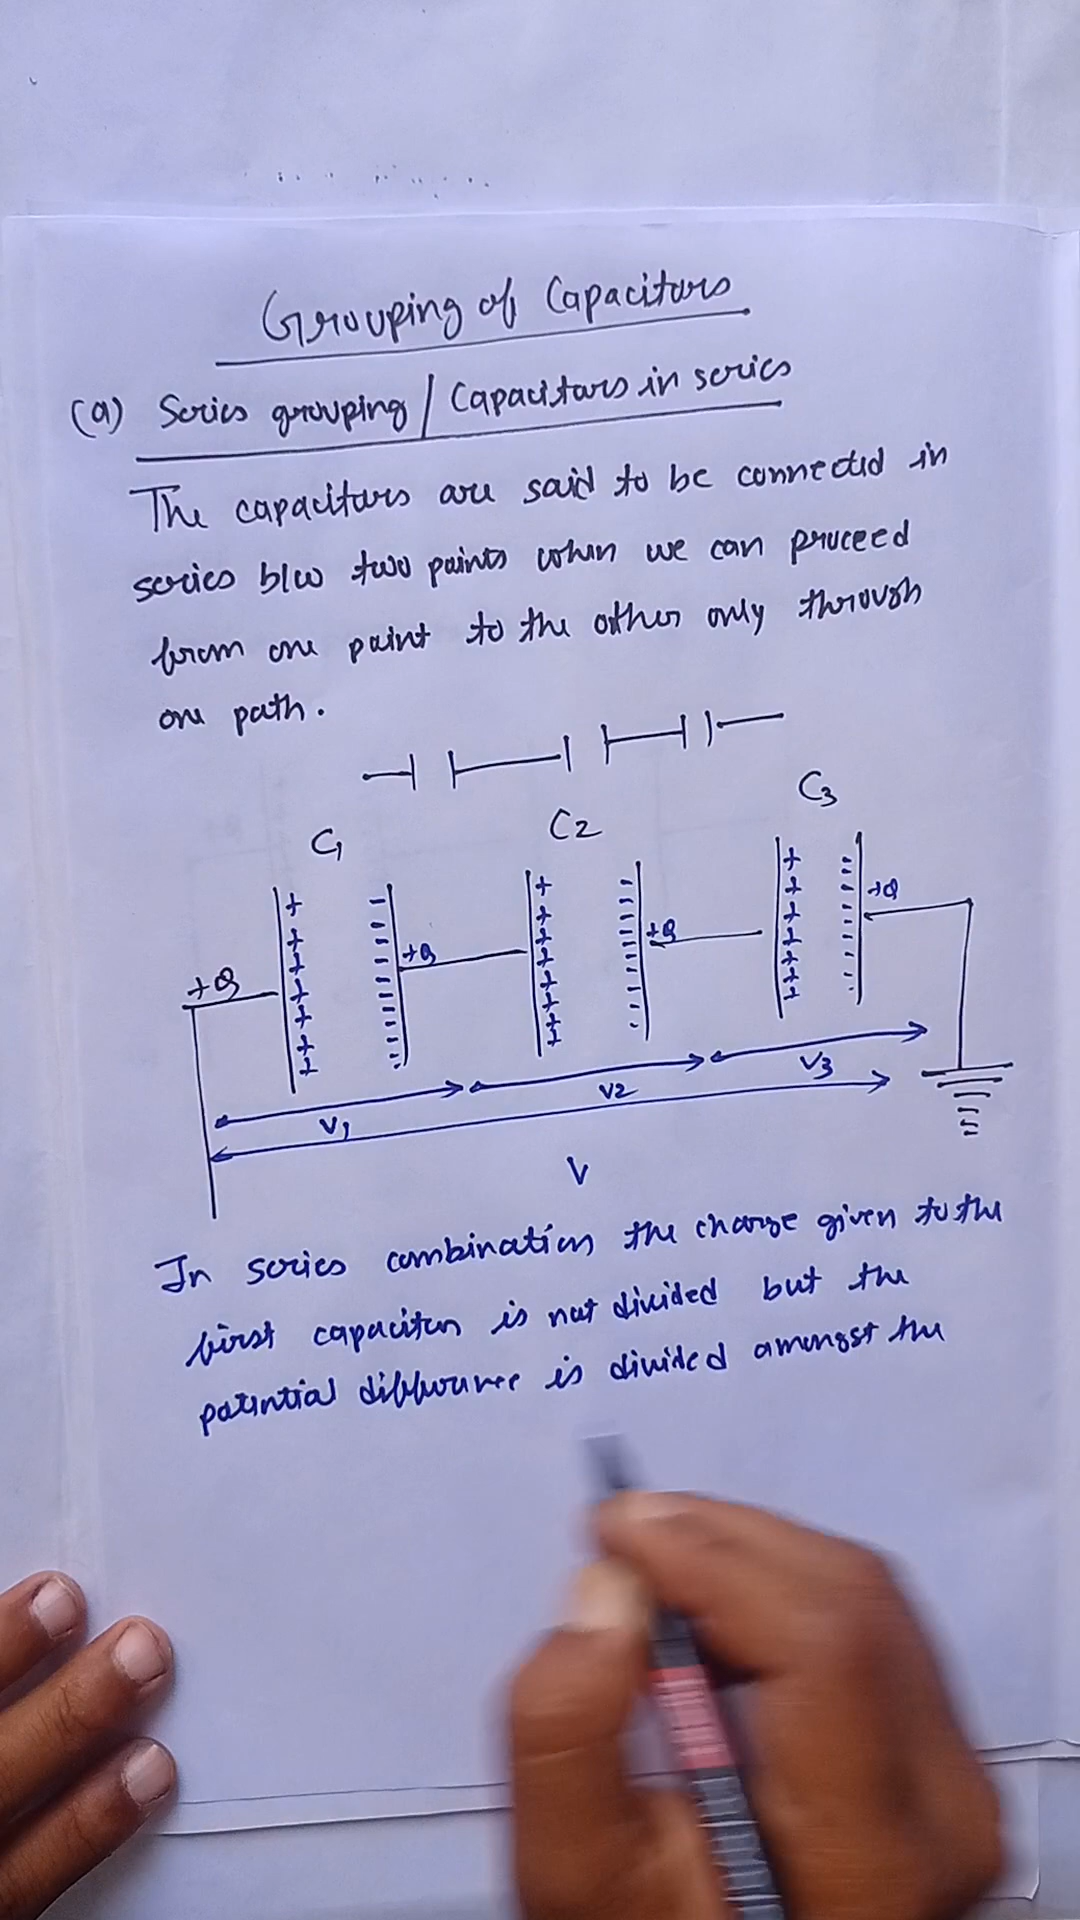 Grouping of Capacitors
(a) Series grouping / Capacitors in series
The capacitors are said to be connected in
series b/w two points when we can proceed
from one point to the other only through
one path.
C1 C2 C3
+Q +Q +Q +Q
V1 V2 V3
V
In series combination the charge given to the
first capacitor is not divided but the
potential difference is divided amongst the